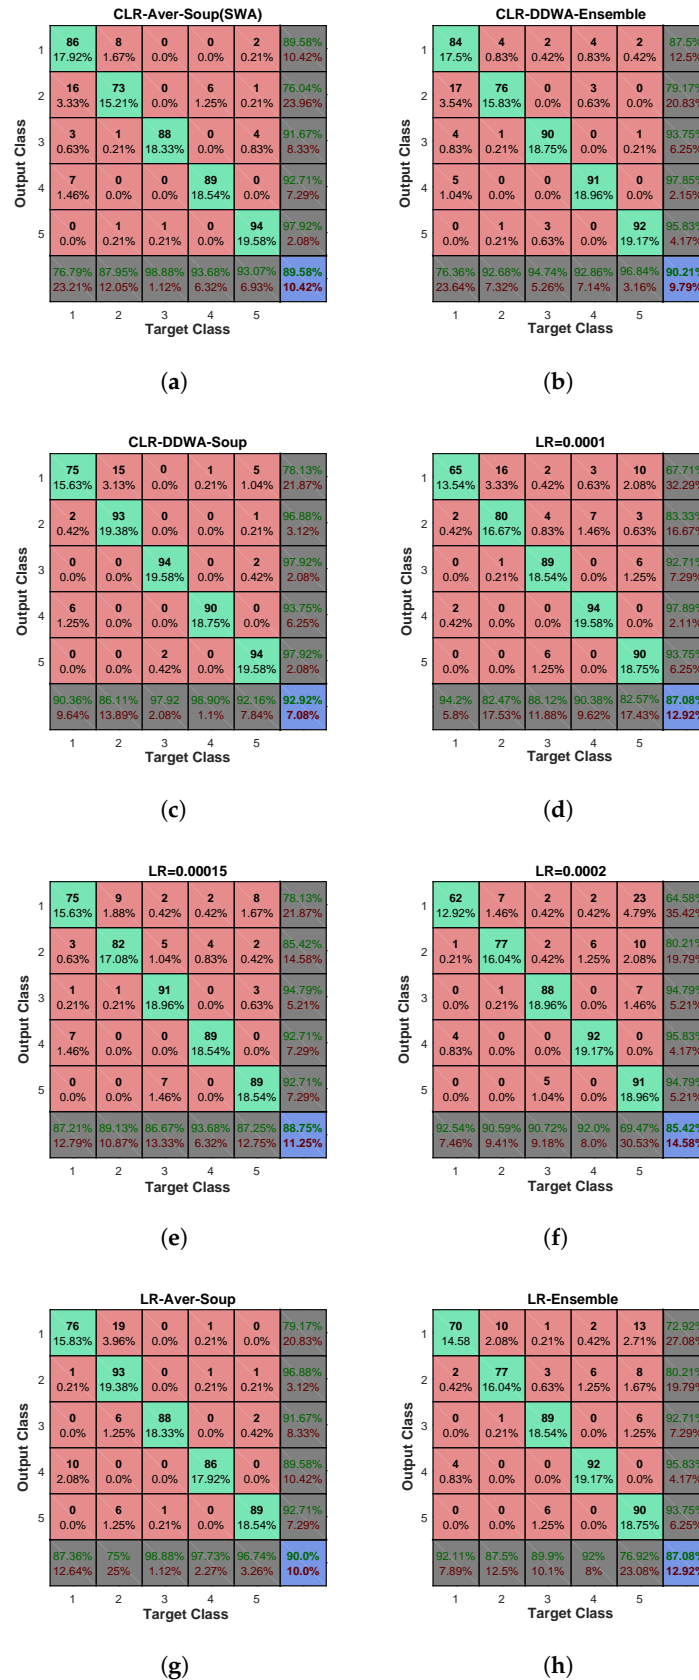 CLR-Aver-Soup(SWA)
1 86 8 0 0 2 89.58%
17.92% 1.67% 0.0% 0.0% 0.21% 10.42%
2 16 73 0 6 1 76.04%
3.33% 15.21% 0.0% 1.25% 0.21% 23.96%
3 3 1 88 0 4 91.67%
0.63% 0.21% 18.33% 0.0% 0.83% 8.33%
4 7 0 0 89 0 92.71%
1.46% 0.0% 0.0% 18.54% 0.0% 7.29%
5 0 1 1 0 94 97.92%
0.0% 0.21% 0.21% 0.0% 19.58% 2.08%
76.79% 87.95% 98.88% 93.68% 93.07% 89.58%
23.21% 12.05% 1.12% 6.32% 6.93% 10.42%
1 2 3 4 5
Target Class
Output Class
(a)
CLR-DDWA-Ensemble
1 84 4 2 4 2 87.5%
17.5% 0.83% 0.42% 0.83% 0.42% 12.5%
2 17 76 0 3 0 79.17%
3.54% 15.83% 0.0% 0.63% 0.0% 20.83%
3 4 1 90 0 1 93.75%
0.83% 0.21% 18.75% 0.0% 0.21% 6.25%
4 5 0 0 91 0 97.85%
1.04% 0.0% 0.0% 18.96% 0.0% 2.15%
5 0 1 3 0 92 95.83%
0.0% 0.21% 0.63% 0.0% 19.17% 4.17%
76.36% 92.68% 94.74% 92.86% 96.84% 90.21%
23.64% 7.32% 5.26% 7.14% 3.16% 9.79%
1 2 3 4 5
Target Class
Output Class
(b)
CLR-DDWA-Soup
1 75 15 0 1 5 78.13%
15.63% 3.13% 0.0% 0.21% 1.04% 21.87%
2 2 93 0 0 1 96.88%
0.42% 19.38% 0.0% 0.0% 0.21% 3.12%
3 0 0 94 0 2 97.92%
0.0% 0.0% 19.58% 0.0% 0.42% 2.08%
4 6 0 0 90 0 93.75%
1.25% 0.0% 0.0% 18.75% 0.0% 6.25%
5 0 0 2 0 94 97.92%
0.0% 0.0% 0.42% 0.0% 19.58% 2.08%
90.36% 86.11% 97.92 98.90% 92.16% 92.92%
9.64% 13.89% 2.08% 1.1% 7.84% 7.08%
1 2 3 4 5
Target Class
Output Class
(c)
LR=0.0001
1 65 16 2 3 10 67.71%
13.54% 3.33% 0.42% 0.63% 2.08% 32.29%
2 2 80 4 7 3 83.33%
0.42% 16.67% 0.83% 1.46% 0.63% 16.67%
3 0 1 89 0 6 92.71%
0.0% 0.21% 18.54% 0.0% 1.25% 7.29%
4 2 0 0 94 0 97.89%
0.42% 0.0% 0.0% 19.58% 0.0% 2.11%
5 0 0 6 0 90 93.75%
0.0% 0.0% 1.25% 0.0% 18.75% 6.25%
94.2% 82.47% 88.12% 90.38% 82.57% 87.08%
5.8% 17.53% 11.88% 9.62% 17.43% 12.92%
1 2 3 4 5
Target Class
Output Class
(d)
LR=0.00015
1 75 9 2 2 8 78.13%
15.63% 1.88% 0.42% 0.42% 1.67% 21.87%
2 3 82 5 4 2 85.42%
0.63% 17.08% 1.04% 0.83% 0.42% 14.58%
3 1 1 91 0 3 94.79%
0.21% 0.21% 18.96% 0.0% 0.63% 5.21%
4 7 0 0 89 0 92.71%
1.46% 0.0% 0.0% 18.54% 0.0% 7.29%
5 0 0 7 0 89 92.71%
0.0% 0.0% 1.46% 0.0% 18.54% 7.29%
87.21% 89.13% 86.67% 93.68% 87.25% 88.75%
12.79% 10.87% 13.33% 6.32% 12.75% 11.25%
1 2 3 4 5
Target Class
Output Class
(e)
LR=0.0002
1 62 7 2 2 23 64.58%
12.92% 1.46% 0.42% 0.42% 4.79% 35.42%
2 1 77 2 6 10 80.21%
0.21% 16.04% 0.42% 1.25% 2.08% 19.79%
3 0 1 88 0 7 94.79%
0.0% 0.21% 18.96% 0.0% 1.46% 5.21%
4 4 0 0 92 0 95.83%
0.83% 0.0% 0.0% 19.17% 0.0% 4.17%
5 0 0 5 0 91 94.79%
0.0% 0.0% 1.04% 0.0% 18.96% 5.21%
92.54% 90.59% 90.72% 92.0% 69.47% 85.42%
7.46% 9.41% 9.18% 8.0% 30.53% 14.58%
1 2 3 4 5
Target Class
Output Class
(f)
LR-Aver-Soup
1 76 19 0 1 0 79.17%
15.83% 3.96% 0.0% 0.21% 0.0% 20.83%
2 1 93 0 1 1 96.88%
0.21% 19.38% 0.0% 0.21% 0.21% 3.12%
3 0 6 88 0 2 91.67%
0.0% 1.25% 18.33% 0.0% 0.42% 8.33%
4 10 0 0 86 0 89.58%
2.08% 0.0% 0.0% 17.92% 0.0% 10.42%
5 0 6 1 0 89 92.71%
0.0% 1.25% 0.21% 0.0% 18.54% 7.29%
87.36% 75% 98.88% 97.73% 96.74% 90.0%
12.64% 25% 1.12% 2.27% 3.26% 10.0%
1 2 3 4 5
Target Class
Output Class
(g)
LR-Ensemble
1 70 10 1 2 13 72.92%
14.58 2.08% 0.21% 0.42% 2.71% 27.08%
2 2 77 3 6 8 80.21%
0.42% 16.04% 0.63% 1.25% 1.67% 19.79%
3 0 1 89 0 6 92.71%
0.0% 0.21% 18.54% 0.0% 1.25% 7.29%
4 4 0 0 92 0 95.83%
0.83% 0.0% 0.0% 19.17% 0.0% 4.17%
5 0 0 6 0 90 93.75%
0.0% 0.0% 1.25% 0.0% 18.75% 6.25%
92.11% 87.5% 89.9% 92% 76.92% 87.08%
7.89% 12.5% 10.1% 8% 23.08% 12.92%
1 2 3 4 5
Target Class
Output Class
(h)